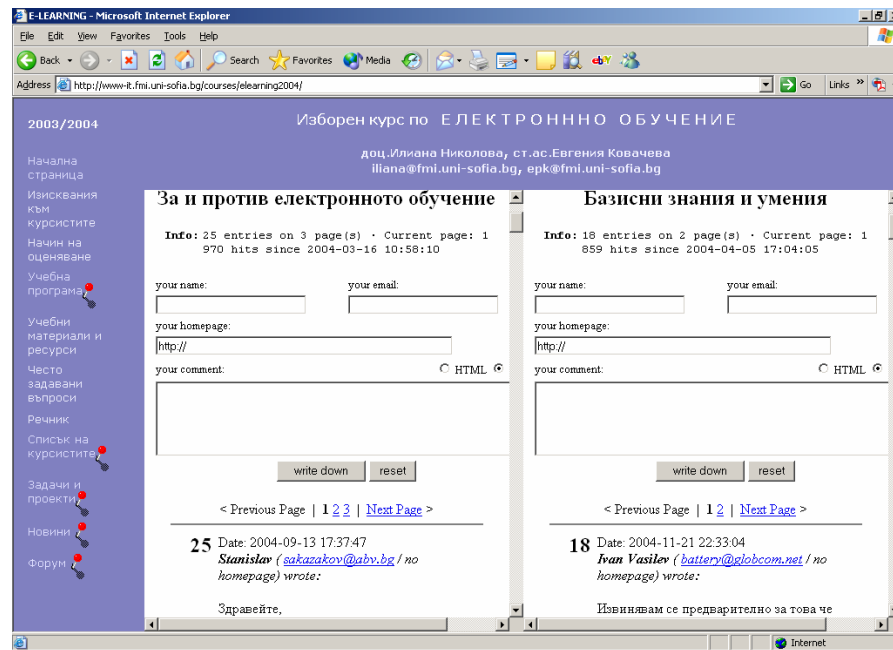 E-LEARNING - Microsoft Internet Explorer
File Edit View Favorites Tools Help
Back Search Favorites Media
Address http://www-it.fmi.uni-sofia.bg/courses/elearning2004/ Go Links »
2003/2004
Изборен курс по ЕЛЕКТРОНННО ОБУЧЕНИЕ
доц.Илиана Николова, ст.ас.Евгения Ковачева
iliana@fmi.uni-sofia.bg, epk@fmi.uni-sofia.bg
Начална
страница
Изисквания
към
курсистите
Начин на
оценяване
Учебна
програма
Учебни
материали и
ресурси
Често
задавани
въпроси
Речник
Списък на
курсистите
Задачи и
проекти
Новини
Форум
За и против електронното обучение
Info: 25 entries on 3 page(s) · Current page: 1
970 hits since 2004-03-16 10:58:10
your name: your email:
your homepage:
http://
your comment: HTML
write down reset
< Previous Page | 1 2 3 | Next Page >
25 Date: 2004-09-13 17:37:47
Stanislav ( sakazakov@abv.bg / no
homepage) wrote:
Здравейте,
Базисни знания и умения
Info: 18 entries on 2 page(s) · Current page: 1
859 hits since 2004-04-05 17:04:05
your name: your email:
your homepage:
http://
your comment: HTML
write down reset
< Previous Page | 1 2 | Next Page >
18 Date: 2004-11-21 22:33:04
Ivan Vasilev ( battery@globcom.net / no
homepage) wrote:
Извинявам се предварително за това че
Internet